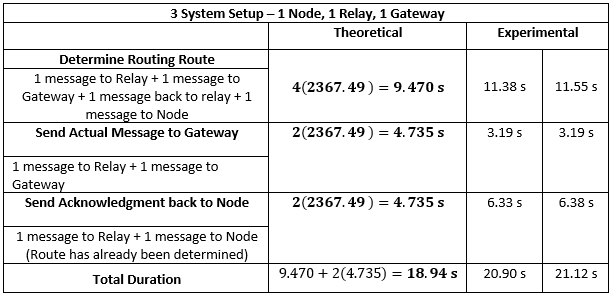 3 System Setup – 1 Node, 1 Relay, 1 Gateway
Theoretical Experimental
Determine Routing Route
1 message to Relay + 1 message to
Gateway + 1 message back to relay + 1
message to Node
4(2367.49 ) = 9.470 s 11.38 s 11.55 s
Send Actual Message to Gateway 2(2367.49 ) = 4.735 s 3.19 s 3.19 s
1 message to Relay + 1 message to
Gateway
Send Acknowledgment back to Node 2(2367.49 ) = 4.735 s 6.33 s 6.38 s
1 message to Relay + 1 message to Node
(Route has already been determined)
Total Duration 9.470 + 2(4.735) = 18.94 s 20.90 s 21.12 s